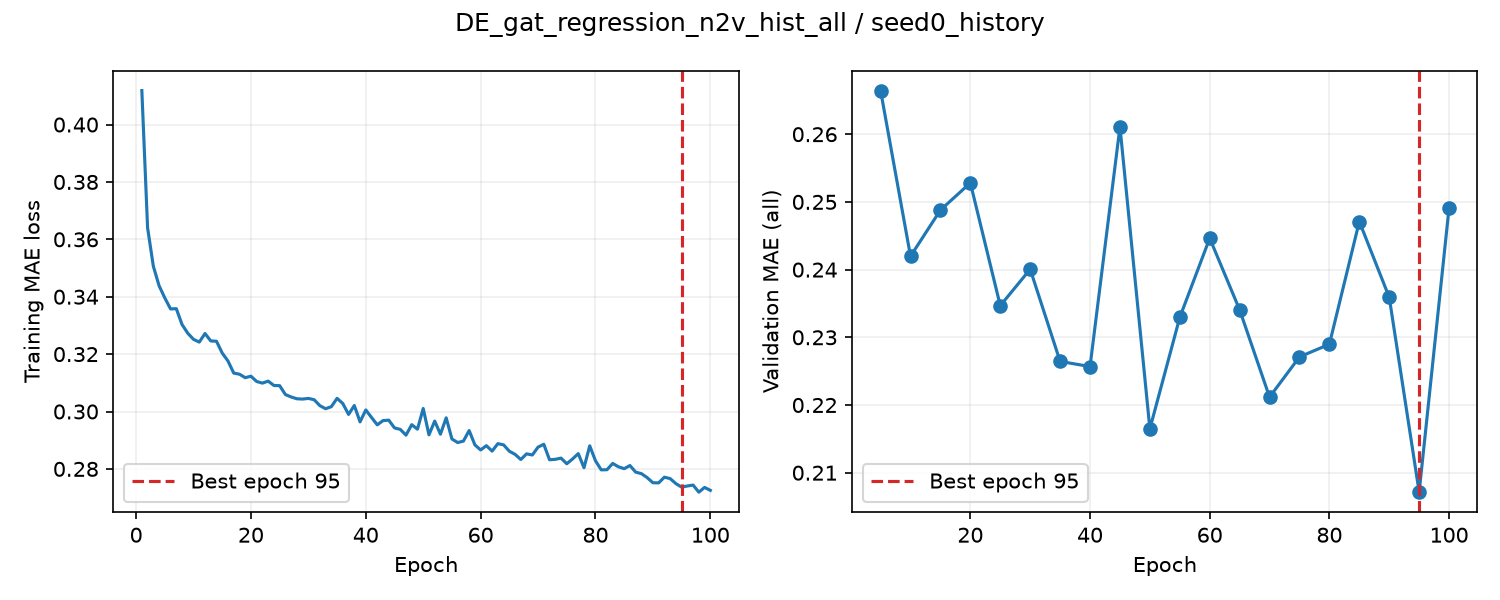 DE_gat_regression_n2v_hist_all / seed0_history
Training MAE loss
0.40
0.38
0.36
0.34
0.32
0.30
0.28
Best epoch 95
0 20 40 60 80 100
Epoch
Validation MAE (all)
0.26
0.25
0.24
0.23
0.22
0.21
Best epoch 95
20 40 60 80 100
Epoch